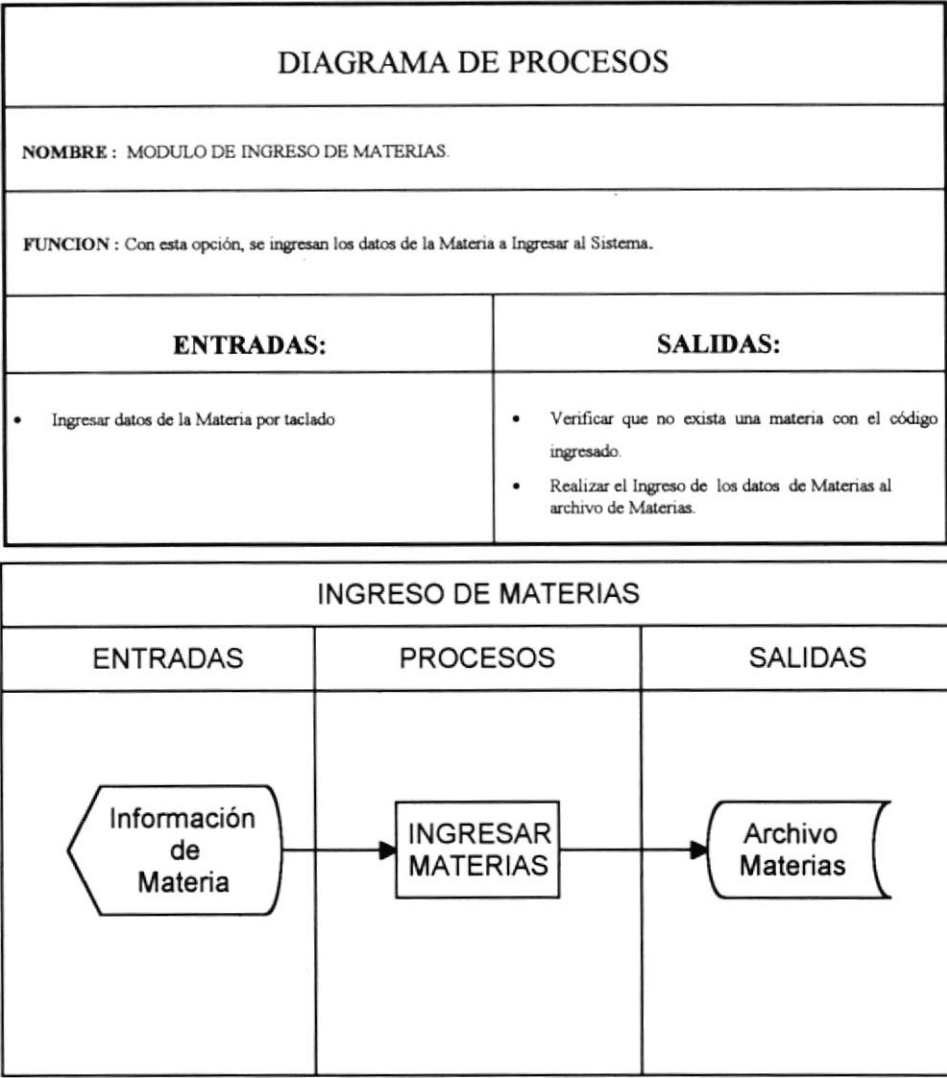 DIAGRAMA DE PROCESOS
NOMBRE : MODULO DE INGRESO DE MATERIAS.
FUNCION : Con esta opción, se ingresan los datos de la Materia a Ingresar al Sistema.
ENTRADAS:
• Ingresar datos de la Materia por taclado
SALIDAS:
• Verificar que no exista una materia con el código
ingresado.
• Realizar el Ingreso de los datos de Materias al
archivo de Materias.
INGRESO DE MATERIAS
ENTRADAS
PROCESOS
SALIDAS
Información
de
Materia
INGRESAR
MATERIAS
Archivo
Materias